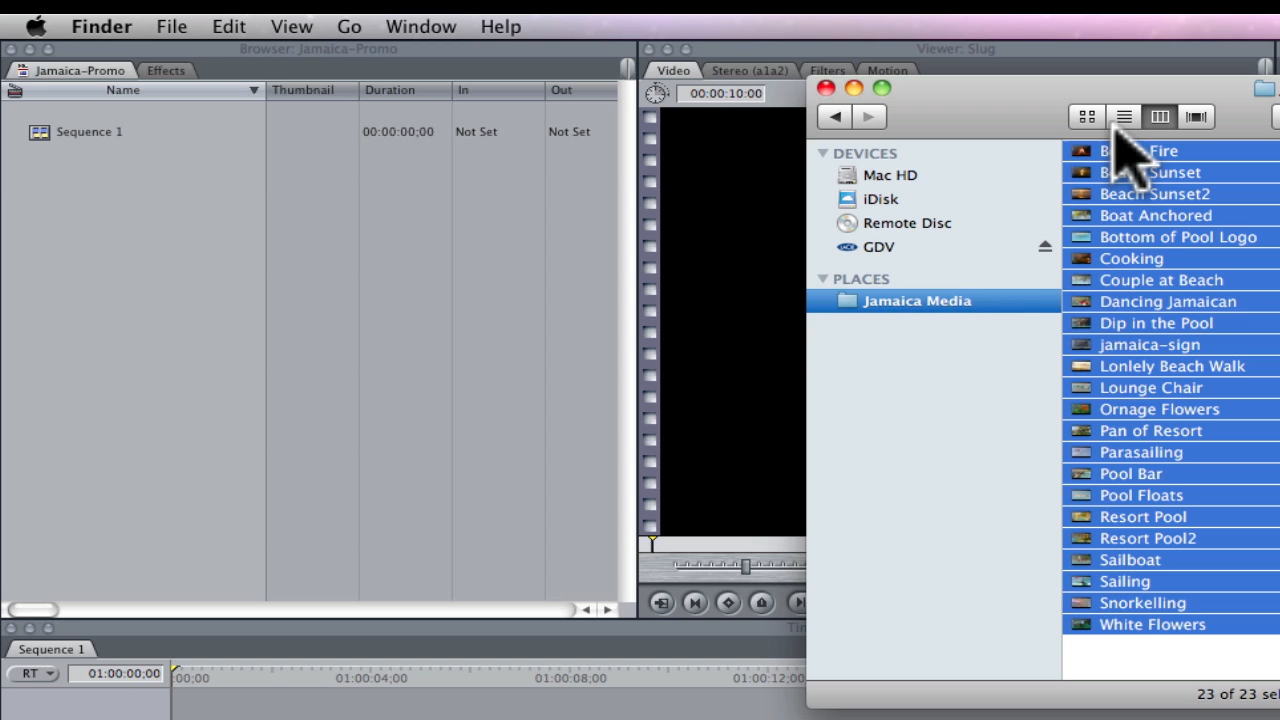 Finder File Edit View Go Window Help
Browser: Jamaica-Promo
Viewer: Slug
Jamaica-Promo Effects
Video Stereo (a1a2) Filters Motion
Name Thumbnail Duration In Out
00:00:10:00
Sequence 1 00:00:00;00 Not Set Not Set
DEVICES
Mac HD
iDisk
Remote Disc
GDV
PLACES
Jamaica Media
Fire
Sunset
Beach Sunset2
Boat Anchored
Bottom of Pool Logo
Cooking
Couple at Beach
Dancing Jamaican
Dip in the Pool
jamaica-sign
Lonlely Beach Walk
Lounge Chair
Ornage Flowers
Pan of Resort
Parasailing
Pool Bar
Pool Floats
Resort Pool
Resort Pool2
Sailboat
Sailing
Snorkelling
White Flowers
23 of 23 sel
Sequence 1
RT 01:00:00;00 00;00 01:00:04;00 01:00:08;00 01:00:12;00